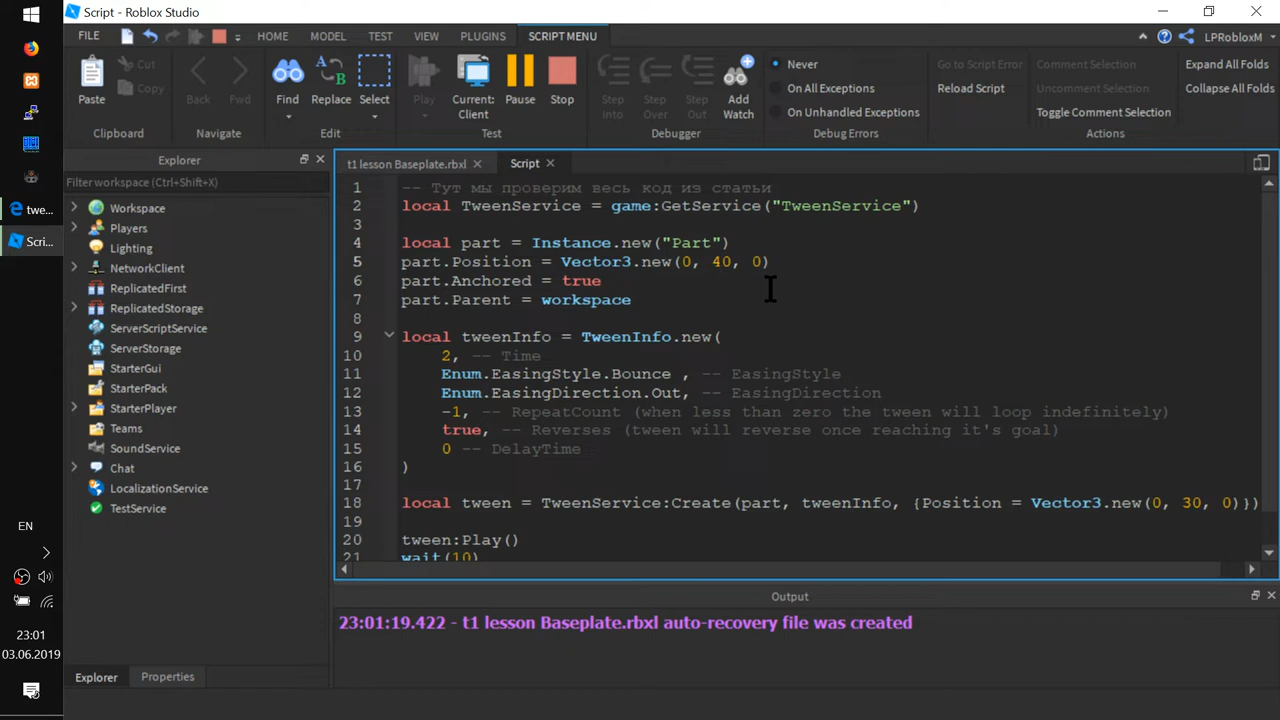 Script - Roblox Studio
FILE HOME MODEL TEST VIEW PLUGINS SCRIPT MENU LPRobloxM
Paste Cut Copy Clipboard
Back Fwd Navigate
Find Replace Select Edit
Play Current: Client Pause Stop Test
Step Into Step Over Step Out Add Watch Debugger
Never
On All Exceptions
On Unhandled Exceptions
Debug Errors
Go to Script Error
Reload Script
Comment Selection
Uncomment Selection
Toggle Comment Selection
Expand All Folds
Collapse All Folds
Actions
Explorer
Filter workspace (Ctrl+Shift+X)
Workspace
Players
Lighting
NetworkClient
ReplicatedFirst
ReplicatedStorage
ServerScriptService
ServerStorage
StarterGui
StarterPack
StarterPlayer
Teams
SoundService
Chat
LocalizationService
TestService
Explorer Properties
t1 lesson Baseplate.rbxl Script
1 -- Тут мы проверим весь код из статьи
2 local TweenService = game:GetService("TweenService")
3
4 local part = Instance.new("Part")
5 part.Position = Vector3.new(0, 40, 0)
6 part.Anchored = true
7 part.Parent = workspace
8
9 local tweenInfo = TweenInfo.new(
10 2, -- Time
11 Enum.EasingStyle.Bounce , -- EasingStyle
12 Enum.EasingDirection.Out, -- EasingDirection
13 -1, -- RepeatCount (when less than zero the tween will loop indefinitely)
14 true, -- Reverses (tween will reverse once reaching it's goal)
15 0 -- DelayTime
16 )
17
18 local tween = TweenService:Create(part, tweenInfo, {Position = Vector3.new(0, 30, 0)})
19
20 tween:Play()
21 wait(10)
Output
23:01:19.422 - t1 lesson Baseplate.rbxl auto-recovery file was created
twe...
Scri...
EN
23:01
03.06.2019